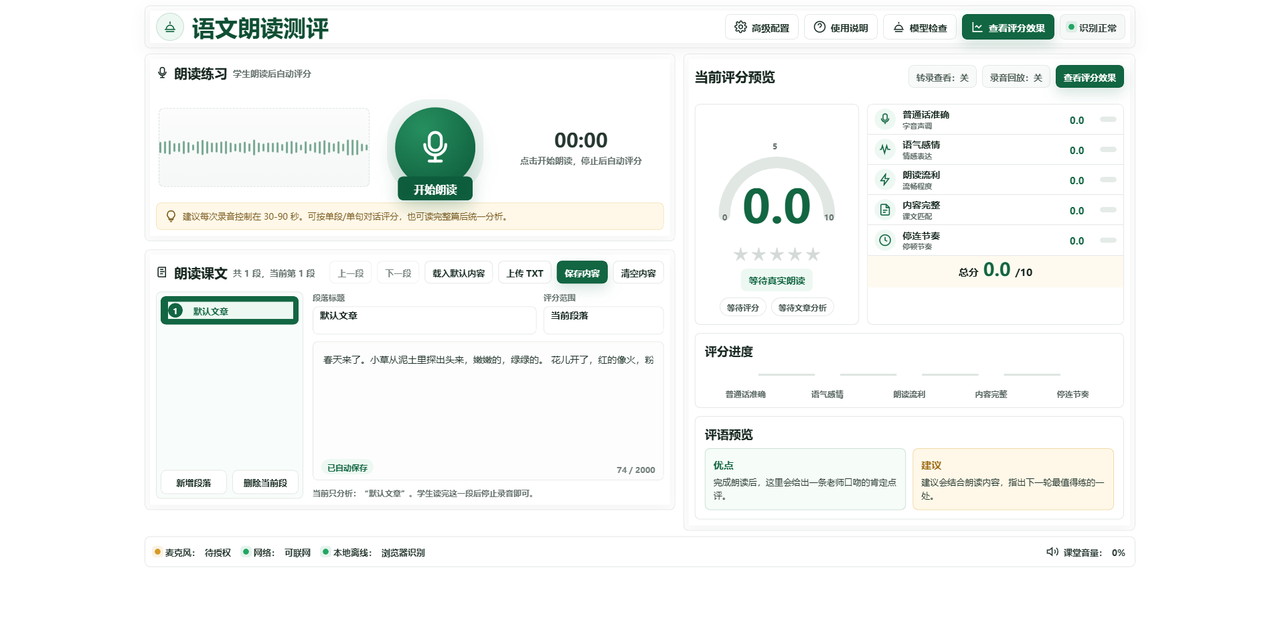 语文朗读测评
高级配置
使用说明
模型检查
查看评分效果
识别正常
朗读练习 学生朗读后自动评分
开始朗读
00:00
点击开始朗读，停止后自动评分
建议每次录音控制在 30-90 秒。可按单段/单句对话评分，也可读完整篇后统一分析。
朗读课文 共 1 段，当前第 1 段
上一段
下一段
载入默认内容
上传 TXT
保存内容
清空内容
1 默认文章
新增段落
删除当前段
段落标题
默认文章
评分范围
当前段落
春天来了。小草从泥土里探出头来，嫩嫩的，绿绿的。 花儿开了，红的像火，粉
已自动保存
74 / 2000
当前只分析：“默认文章”。学生读完这一段后停止录音即可。
当前评分预览
转录查看：关
录音回放：关
查看评分效果
5
0
0.0
10
★★★★★
等待真实朗读
等待评分
等待文章分析
普通话准确
字音声调
0.0
语气感情
情感表达
0.0
朗读流利
流畅程度
0.0
内容完整
课文匹配
0.0
停连节奏
停顿节奏
0.0
总分 0.0 /10
评分进度
普通话准确
语气感情
朗读流利
内容完整
停连节奏
评语预览
优点
完成朗读后，这里会给出一条老师口吻的肯定点
评。
建议
建议会结合朗读内容，指出下一轮最值得练的一
处。
麦克风： 待授权
网络： 可联网
本地离线： 浏览器识别
课堂音量： 0%